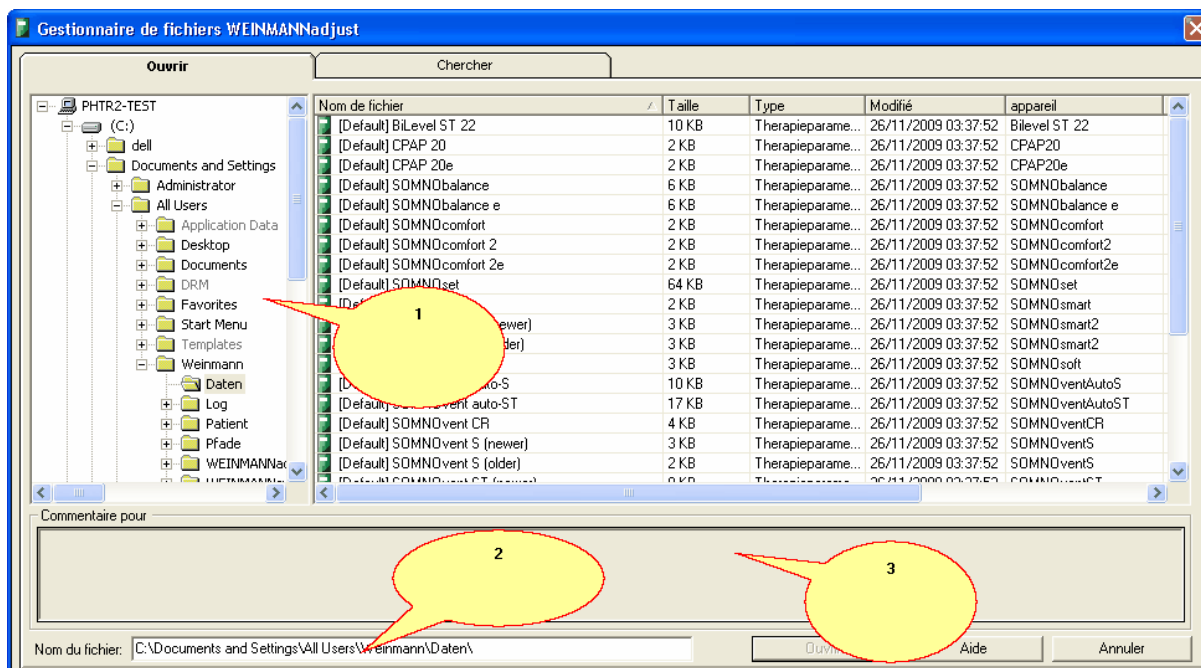 Gestionnaire de fichiers WEINMANNadjust
Ouvrir
Chercher
PHTR2-TEST
(C:)
dell
Documents and Settings
Administrator
All Users
Application Data
Desktop
Documents
DRM
Favorites
Start Menu
Templates
Weinmann
Daten
Log
Patient
Pfade
Nom de fichier Taille Type Modifié appareil
[Default] BiLevel ST 22 10 KB Therapieparame... 26/11/2009 03:37:52 Bilevel ST 22
[Default] CPAP 20 2 KB Therapieparame... 26/11/2009 03:37:52 CPAP20
[Default] CPAP 20e 2 KB Therapieparame... 26/11/2009 03:37:52 CPAP20e
[Default] SOMNObalance 6 KB Therapieparame... 26/11/2009 03:37:52 SOMNObalance
[Default] SOMNObalance e 6 KB Therapieparame... 26/11/2009 03:37:52 SOMNObalance e
[Default] SOMNOcomfort 2 KB Therapieparame... 26/11/2009 03:37:52 SOMNOcomfort
[Default] SOMNOcomfort 2 2 KB Therapieparame... 26/11/2009 03:37:52 SOMNOcomfort2
[Default] SOMNOcomfort 2e 2 KB Therapieparame... 26/11/2009 03:37:52 SOMNOcomfort2e
[Default] SOMNOset 64 KB Therapieparame... 26/11/2009 03:37:52 SOMNOset
2 KB Therapieparame... 26/11/2009 03:37:52 SOMNOsmart
3 KB Therapieparame... 26/11/2009 03:37:52 SOMNOsmart2
3 KB Therapieparame... 26/11/2009 03:37:52 SOMNOsmart2
3 KB Therapieparame... 26/11/2009 03:37:52 SOMNOsoft
10 KB Therapieparame... 26/11/2009 03:37:52 SOMNOventAutoS
[Default] SOMNOvent auto-ST 17 KB Therapieparame... 26/11/2009 03:37:52 SOMNOventAutoST
[Default] SOMNOvent CR 4 KB Therapieparame... 26/11/2009 03:37:52 SOMNOventCR
[Default] SOMNOvent S (newer) 3 KB Therapieparame... 26/11/2009 03:37:52 SOMNOventS
[Default] SOMNOvent S (older) 2 KB Therapieparame... 26/11/2009 03:37:52 SOMNOventS
1
Commentaire pour
2
3
Nom du fichier: C:\Documents and Settings\All Users\Weinmann\Daten\
Aide
Annuler